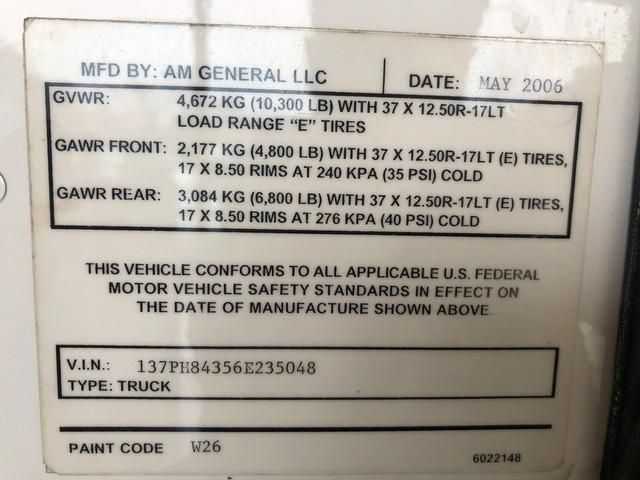 MFD BY: AM GENERAL LLC DATE: MAY 2006
GVWR: 4,672 KG (10,300 LB) WITH 37 X 12.50R-17LT
LOAD RANGE "E" TIRES
GAWR FRONT: 2,177 KG (4,800 LB) WITH 37 X 12.50R-17LT (E) TIRES,
17 X 8.50 RIMS AT 240 KPA (35 PSI) COLD
GAWR REAR: 3,084 KG (6,800 LB) WITH 37 X 12.50R-17LT (E) TIRES,
17 X 8.50 RIMS AT 276 KPA (40 PSI) COLD
THIS VEHICLE CONFORMS TO ALL APPLICABLE U.S. FEDERAL
MOTOR VEHICLE SAFETY STANDARDS IN EFFECT ON
THE DATE OF MANUFACTURE SHOWN ABOVE.
V.I.N.: 137PH84356E235048
TYPE: TRUCK
PAINT CODE W26 6022148